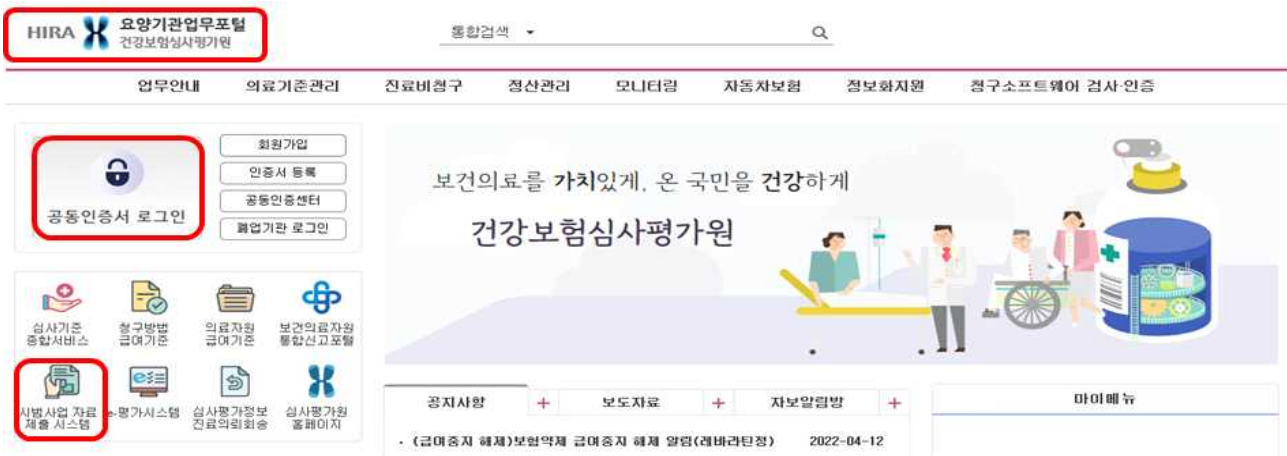 HIRA 요양기관업무포털
건강보험심사평가원
통합검색
업무안내 의료기준관리 진료비청구 정산관리 모니터링 자동차보험 정보화지원 청구소프트웨어 검사·인증
공동인증서 로그인
회원가입
인증서 등록
공동인증센터
폐업기관 로그인
보건의료를 가치있게, 온 국민을 건강하게
건강보험심사평가원
심사기준 종합서비스
청구방법 급여기준
의료자원 급여기준
보건의료자원 통합신고포털
시범사업 자료 제출 시스템
e-평가시스템
심사평가정보 진료의뢰회송
심사평가원 홈페이지
공지사항 + 보도자료 + 자보알림방 +
마이메뉴
· (급여중지 해제)보험약제 급여중지 해제 알림(레바라틴정) 2022-04-12